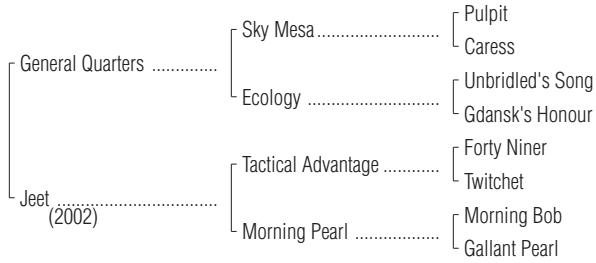 Pulpit
Sky Mesa
Caress
General Quarters
Unbridled's Song
Ecology
Gdansk's Honour
Forty Niner
Tactical Advantage
Twitchet
Jeet
(2002)
Morning Bob
Morning Pearl
Gallant Pearl